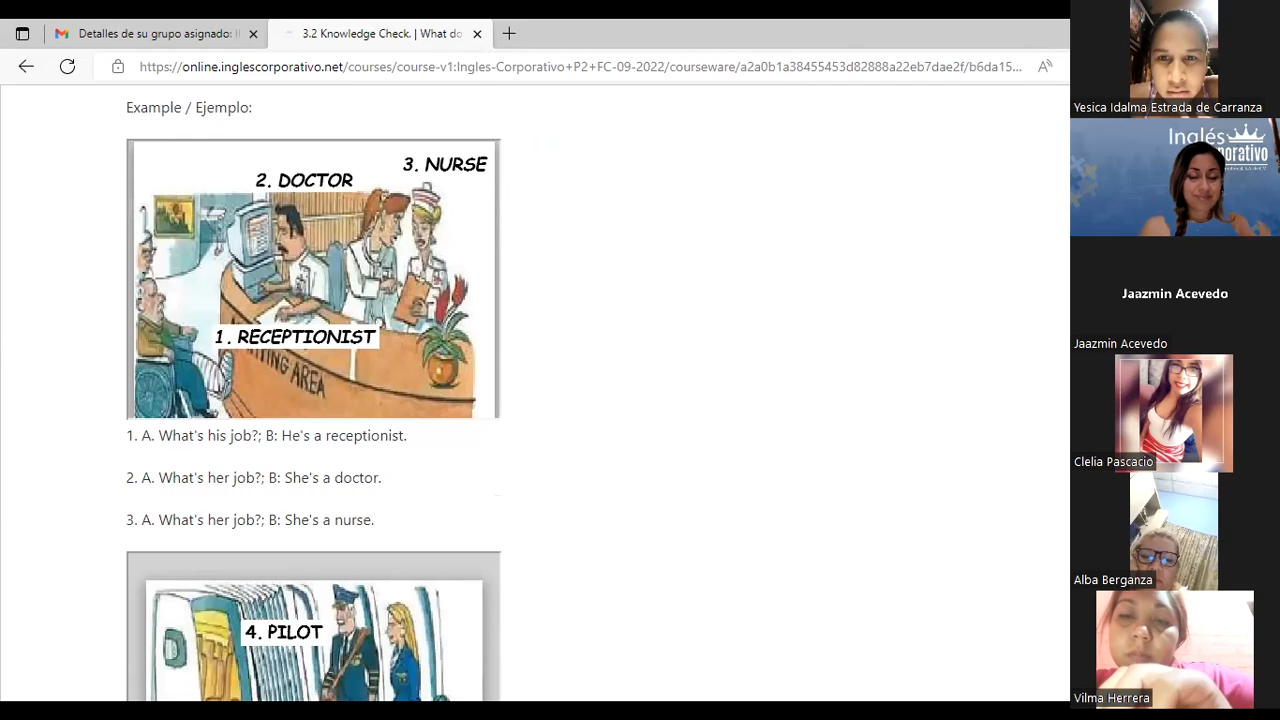 Detalles de su grupo asignado: I
3.2 Knowledge Check. | What do
https://online.inglescorporativo.net/courses/course-v1:Ingles-Corporativo+P2+FC-09-2022/courseware/a2a0b1a38455453d82888a22eb7dae2f/b6da15...
Example / Ejemplo:
3. NURSE
2. DOCTOR
1. RECEPTIONIST
WAITING AREA
1. A. What's his job?; B: He's a receptionist.
2. A. What's her job?; B: She's a doctor.
3. A. What's her job?; B: She's a nurse.
4. PILOT
Yesica Idalma Estrada de Carranza
Inglés
Jaazmin Acevedo
Jaazmin Acevedo
Clelia Pascacio
Alba Berganza
Vilma Herrera